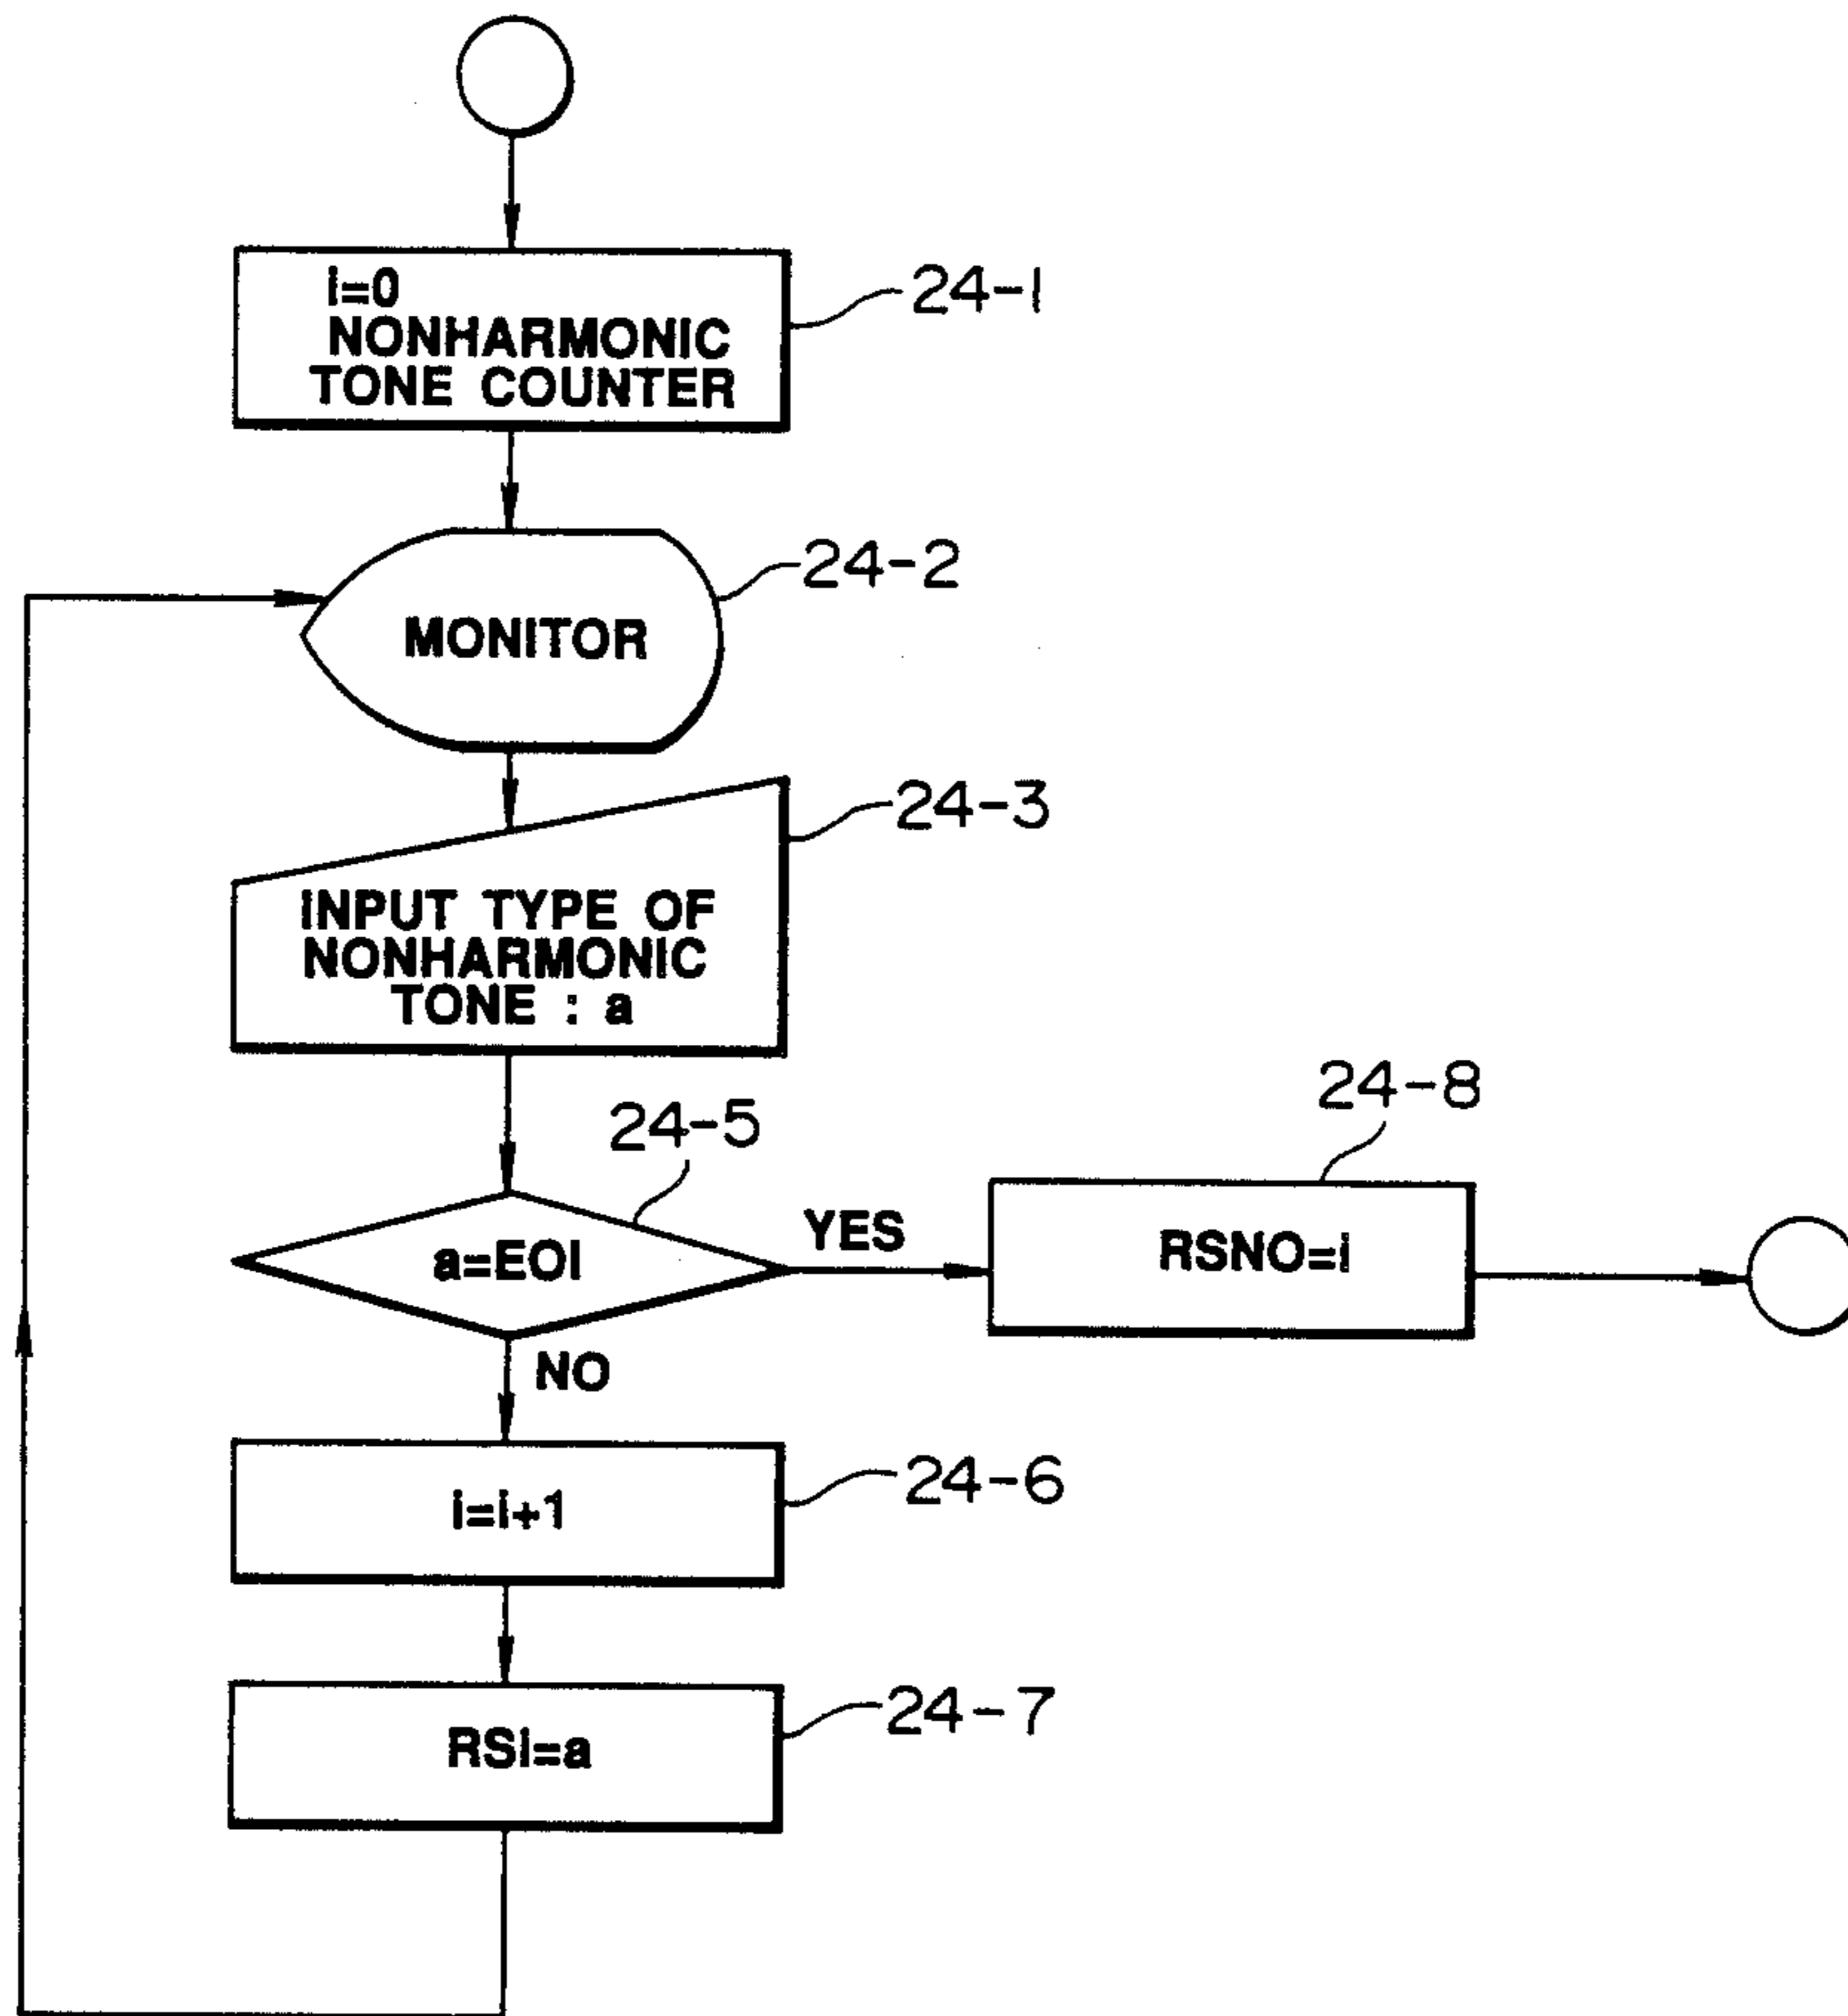 i=0
NONHARMONIC
TONE COUNTER
24-1
MONITOR
24-2
INPUT TYPE OF
NONHARMONIC
TONE : a
24-3
a=EOI
24-5
YES
NO
RSNO=i
24-8
i=i+1
24-6
RSi=a
24-7